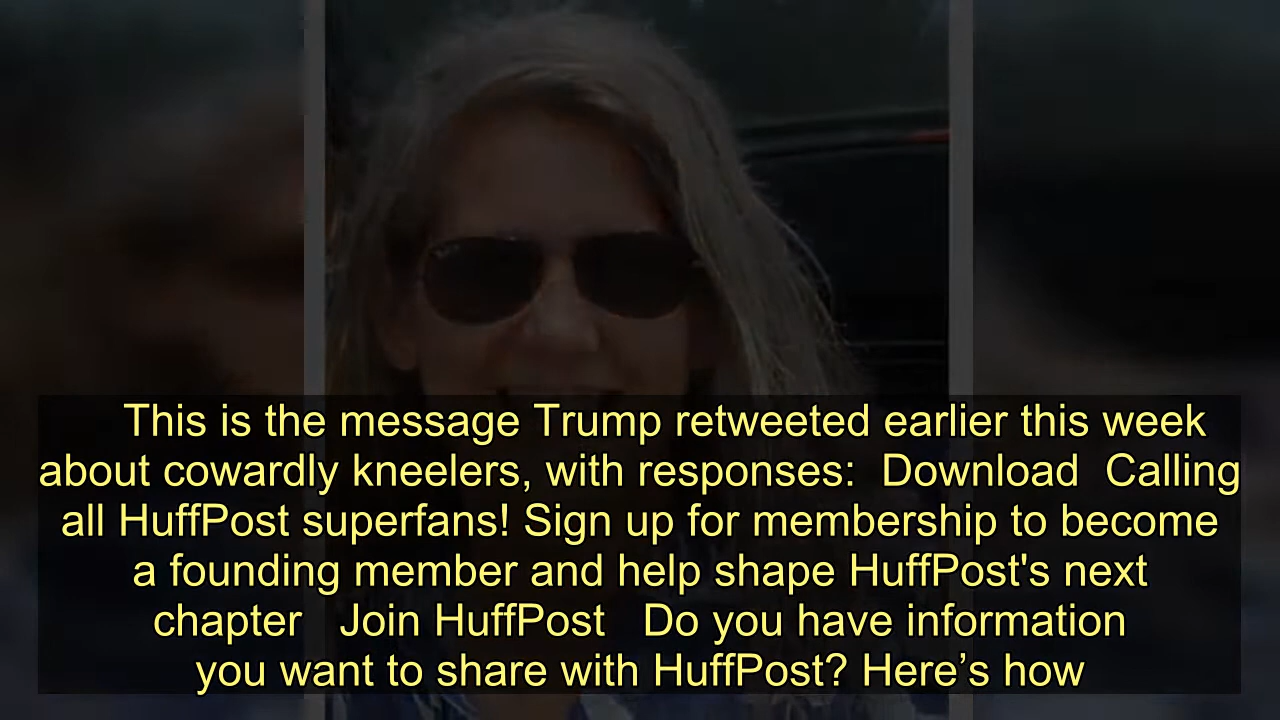 This is the message Trump retweeted earlier this week
about cowardly kneelers, with responses:  Download  Calling
all HuffPost superfans! Sign up for membership to become
a founding member and help shape HuffPost's next
chapter   Join HuffPost   Do you have information
you want to share with HuffPost? Here’s how